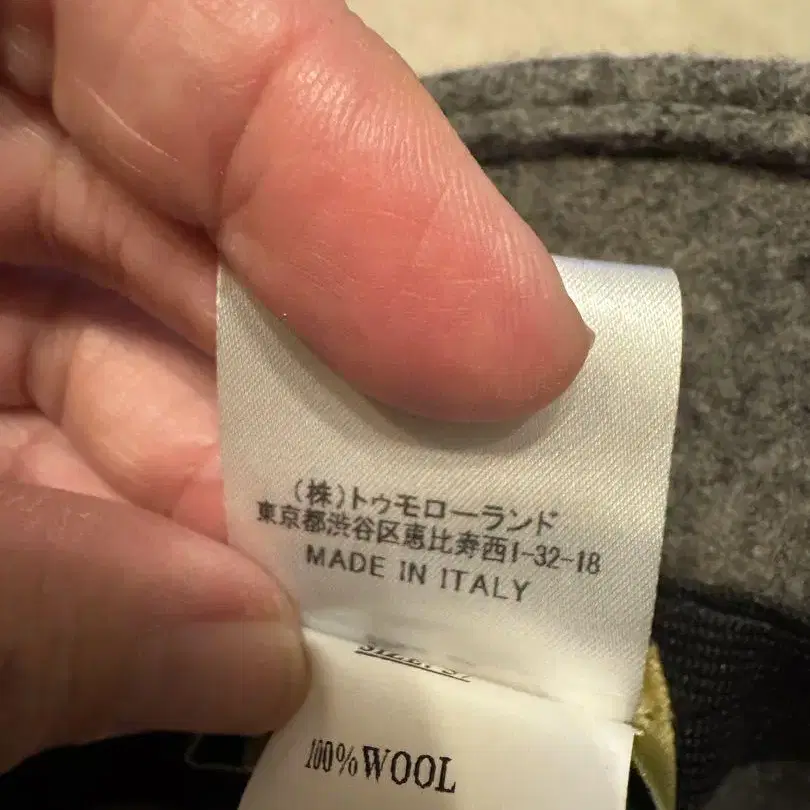 (株)トゥモローランド
東京都渋谷区恵比寿西1-32-18
MADE IN ITALY
100%WOOL